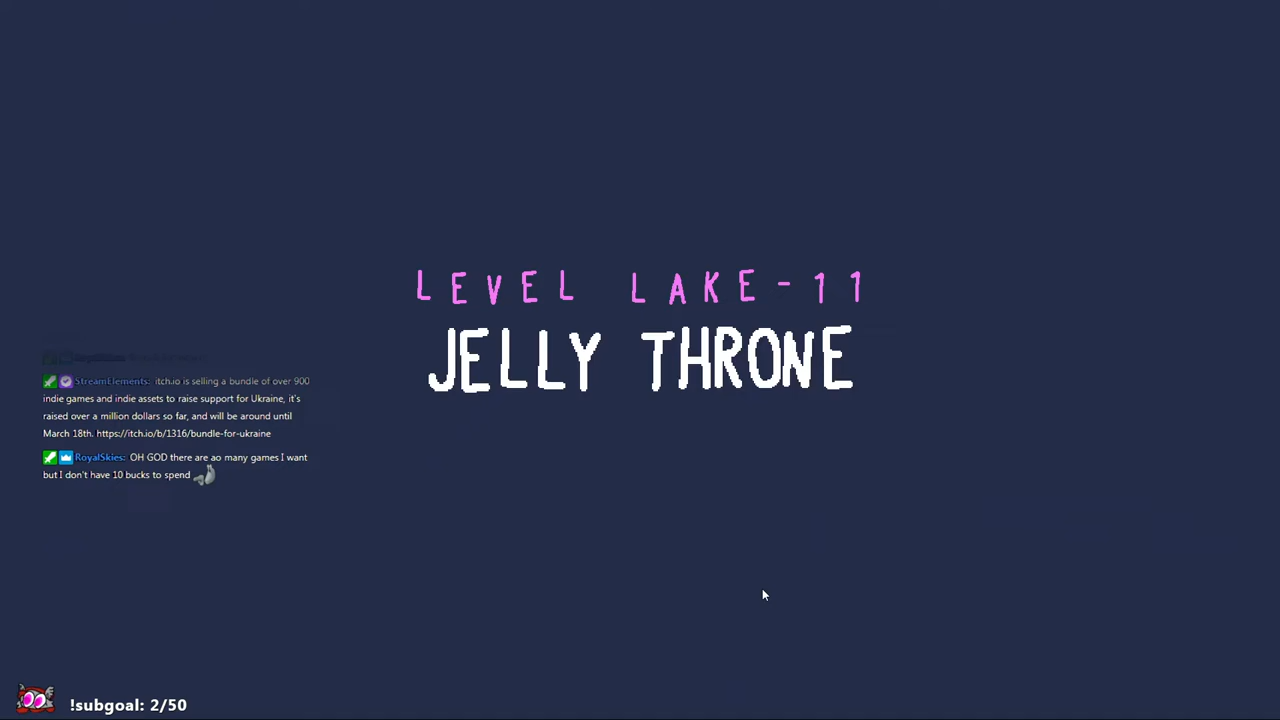 LEVEL LAKE-11
JELLY THRONE
StreamElements: itch.io is selling a bundle of over 900
indie games and indie assets to raise support for Ukraine, it's
raised over a million dollars so far, and will be around until
March 18th. https://itch.io/b/1316/bundle-for-ukraine
RoyalSkies: OH GOD there are ao many games I want
but I don't have 10 bucks to spend
!subgoal: 2/50